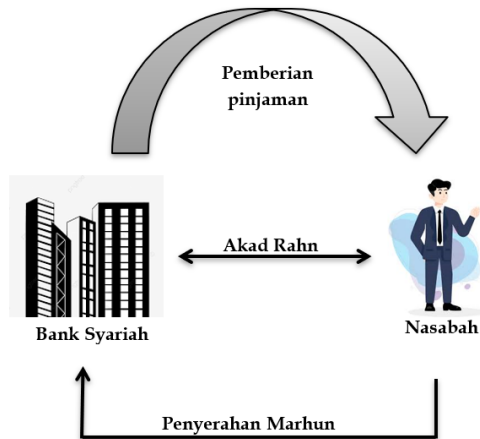 Pemberian
pinjaman
Akad Rahn
Bank Syariah
Nasabah
Penyerahan Marhun